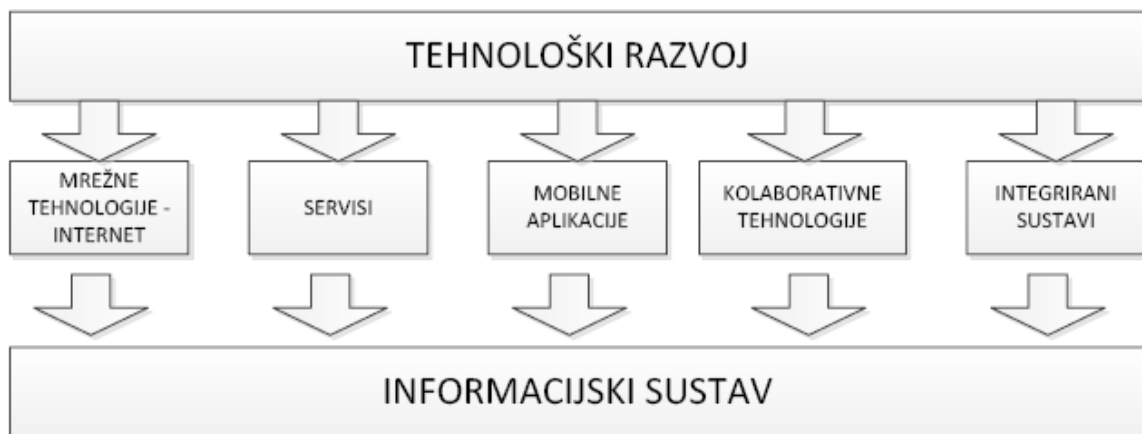 TEHNOLOŠKI RAZVOJ
MREŽNE
TEHNOLOGIJE -
INTERNET
SERVISI
MOBILNE
APLIKACIJE
KOLABORATIVNE
TEHNOLOGIJE
INTEGRIRANI
SUSTAVI
INFORMACIJSKI SUSTAV